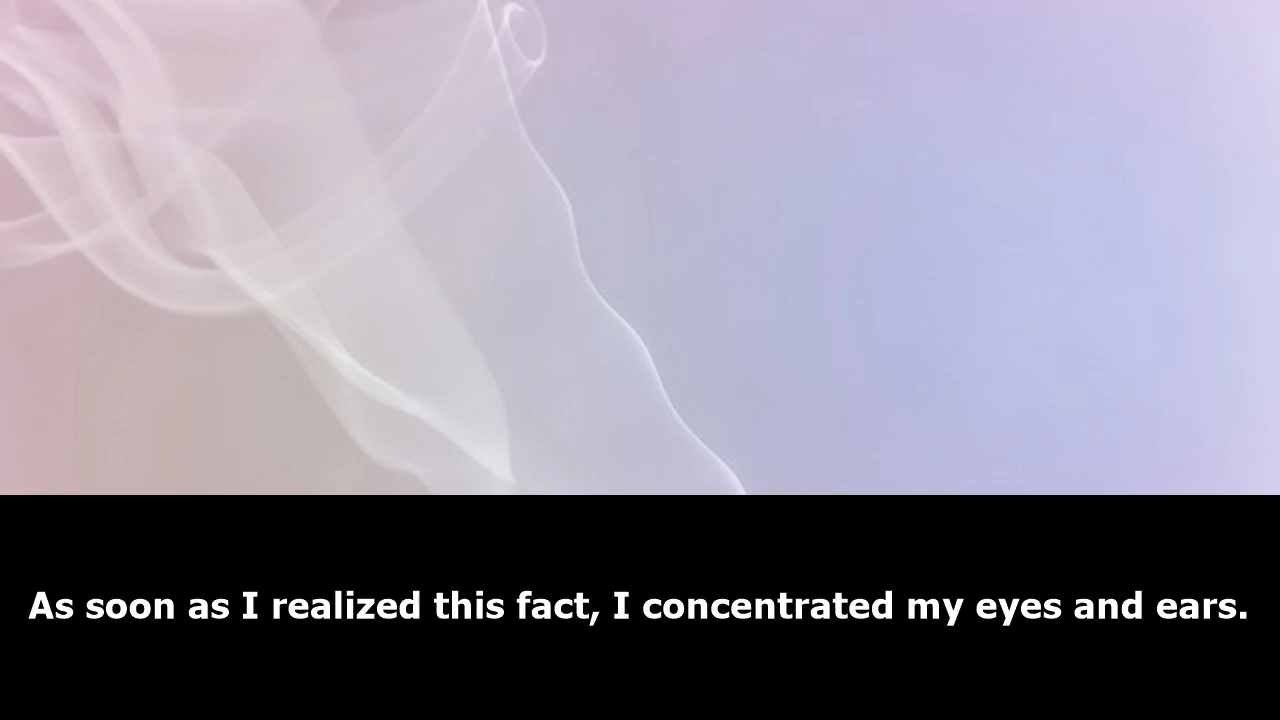 As soon as I realized this fact, I concentrated my eyes and ears.